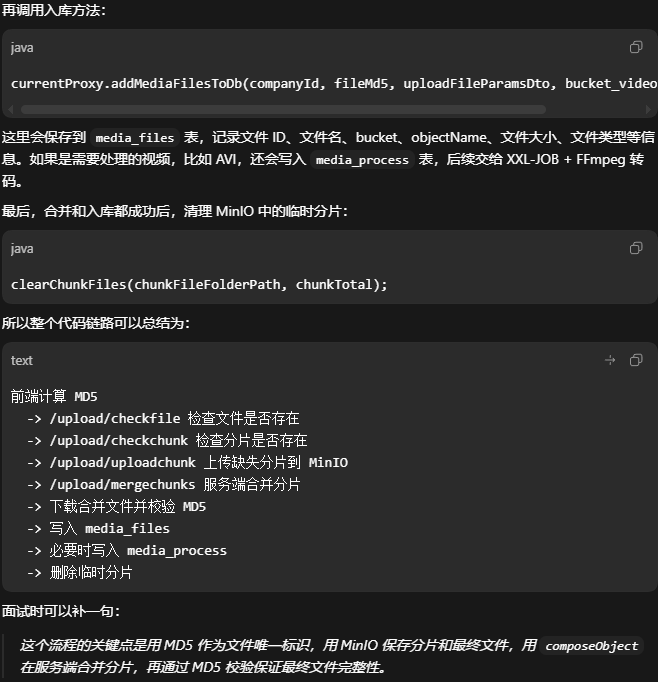 再调用入库方法：
java
currentProxy.addMediaFilesToDb(companyId, fileMd5, uploadFileParamsDto, bucket_video
这里会保存到 media_files 表，记录文件 ID、文件名、bucket、objectName、文件大小、文件类型等信
息。如果是需要处理的视频，比如 AVI，还会写入 media_process 表，后续交给 XXL-JOB + FFmpeg 转
码。
最后，合并和入库都成功后，清理 MinIO 中的临时分片：
java
clearChunkFiles(chunkFileFolderPath, chunkTotal);
所以整个代码链路可以总结为：
text
前端计算 MD5
-> /upload/checkfile 检查文件是否存在
-> /upload/checkchunk 检查分片是否存在
-> /upload/uploadchunk 上传缺失分片到 MinIO
-> /upload/mergechunks 服务端合并分片
-> 下载合并文件并校验 MD5
-> 写入 media_files
-> 必要时写入 media_process
-> 删除临时分片
面试时可以补一句：
这个流程的关键点是用 MD5 作为文件唯一标识，用 MinIO 保存分片和最终文件，用 composeObject
在服务端合并分片，再通过 MD5 校验保证最终文件完整性。